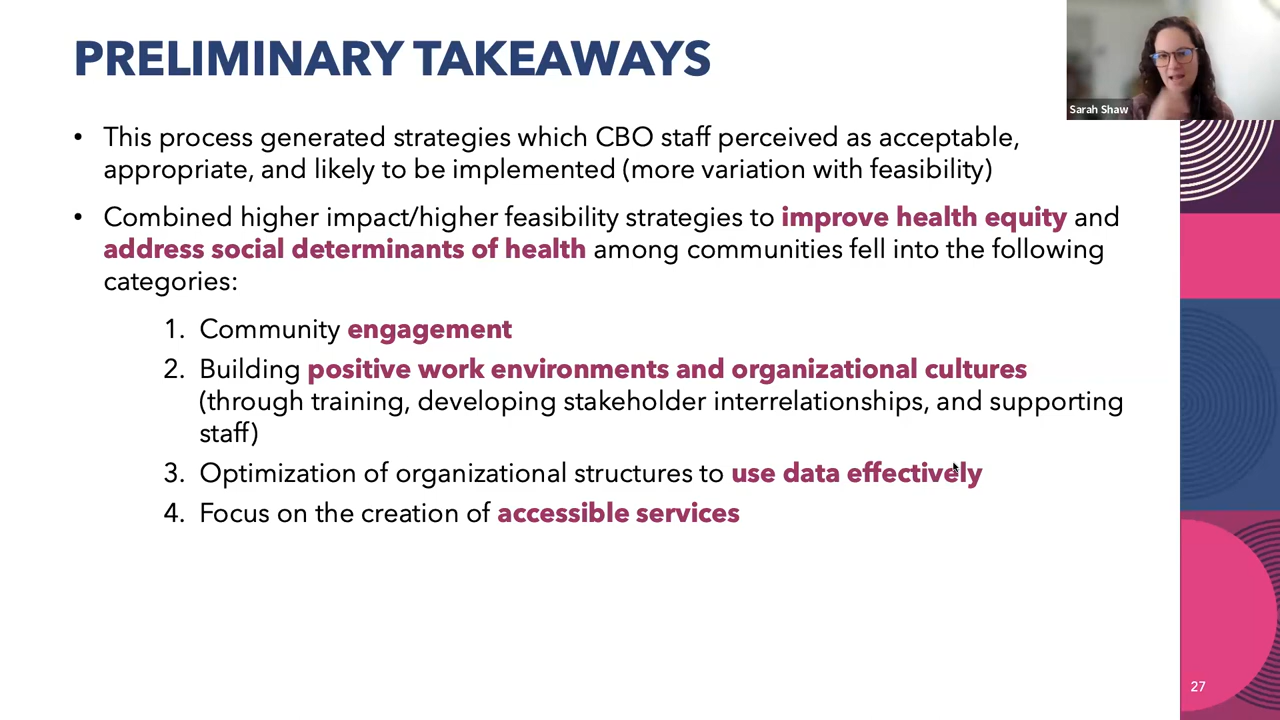 PRELIMINARY TAKEAWAYS
Sarah Shaw
• This process generated strategies which CBO staff perceived as acceptable,
appropriate, and likely to be implemented (more variation with feasibility)
• Combined higher impact/higher feasibility strategies to improve health equity and
address social determinants of health among communities fell into the following
categories:
1. Community engagement
2. Building positive work environments and organizational cultures
(through training, developing stakeholder interrelationships, and supporting
staff)
3. Optimization of organizational structures to use data effectively
4. Focus on the creation of accessible services
27